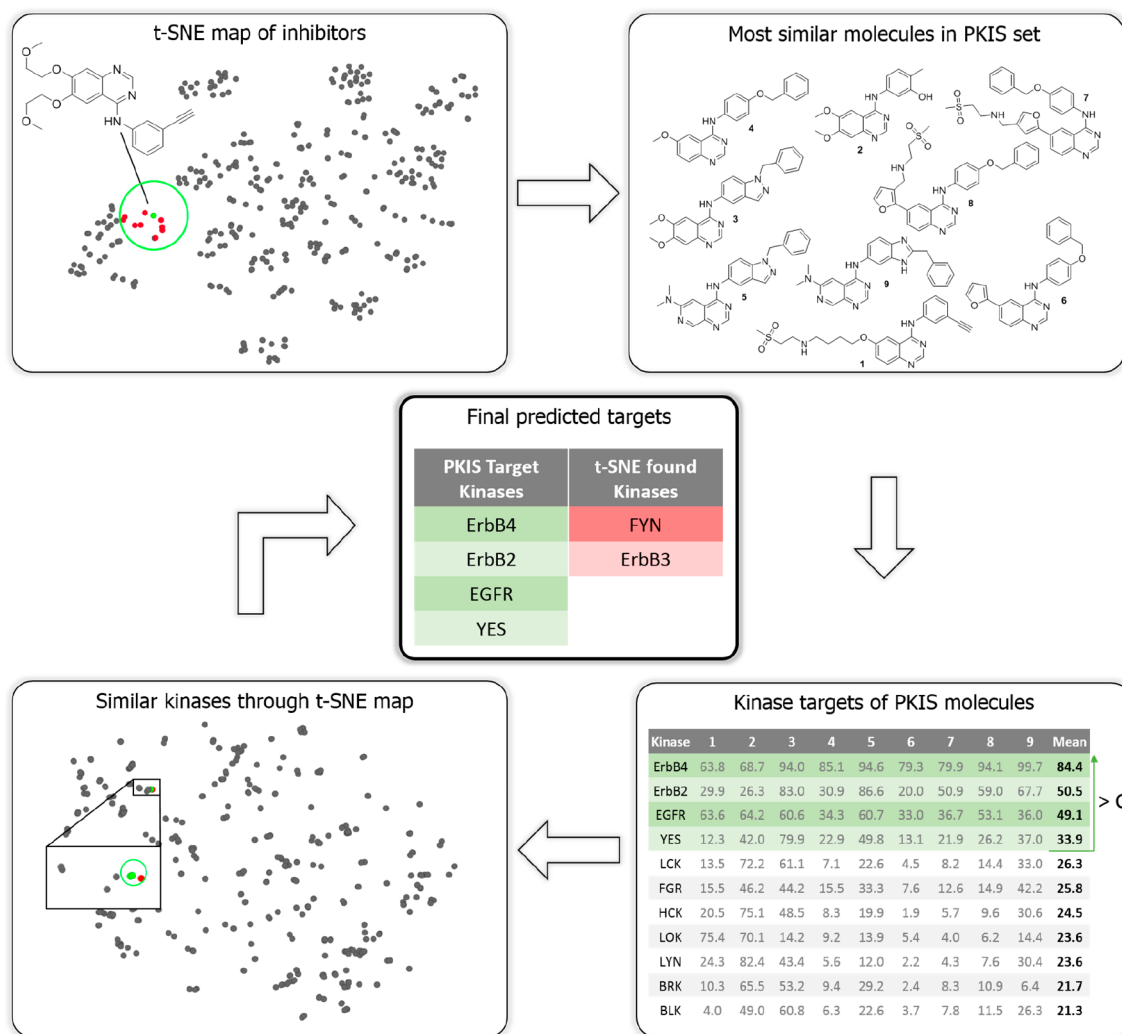 t-SNE map of inhibitors
Most similar molecules in PKIS set
Final predicted targets
PKIS Target Kinases t-SNE found Kinases
ErbB4 FYN
ErbB2 ErbB3
EGFR
YES
Similar kinases through t-SNE map
Kinase targets of PKIS molecules
Kinase 1 2 3 4 5 6 7 8 9 Mean
ErbB4 63.8 68.7 94.0 85.1 94.6 79.3 79.9 94.1 99.7 84.4
ErbB2 29.9 26.3 83.0 30.9 86.6 20.0 50.9 59.0 67.7 50.5
EGFR 63.6 64.2 60.6 34.3 60.7 33.0 36.7 53.1 36.0 49.1
YES 12.3 42.0 79.9 22.9 49.8 13.1 21.9 26.2 37.0 33.9
LCK 13.5 72.2 61.1 7.1 22.6 4.5 8.2 14.4 33.0 26.3
FGR 15.5 46.2 44.2 15.5 33.3 7.6 12.6 14.9 42.2 25.8
HCK 20.5 75.1 48.5 8.3 19.9 1.9 5.7 9.6 30.6 24.5
LOK 75.4 70.1 14.2 9.2 13.9 5.4 4.0 6.2 14.4 23.6
LYN 24.3 82.4 43.4 5.6 12.0 2.2 4.3 7.6 30.4 23.6
BRK 10.3 65.5 53.2 9.4 29.2 2.4 8.3 10.9 6.4 21.7
BLK 4.0 49.0 60.8 6.3 22.6 3.7 7.8 11.5 26.3 21.3